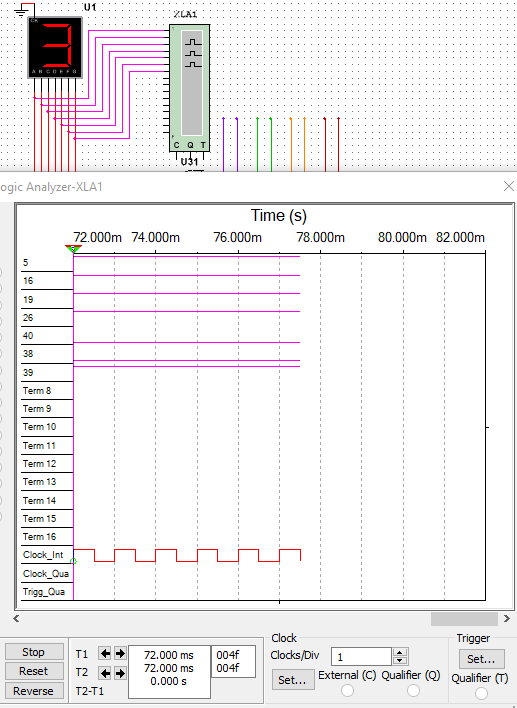 U1
XLA1
CK
3
A B C D E F G
1
F
C Q T
U31
ogic Analyzer-XLA1
Time (s)
72.000m 74.000m 76.000m 78.000m 80.000m 82.000m
5
16
19
26
40
38
39
Term 8
Term 9
Term 10
Term 11
Term 12
Term 13
Term 14
Term 15
Term 16
Clock_Int
Clock_Qua
Trigg_Qua
Stop
Reset
Reverse
T1 72.000 ms 004f
T2 72.000 ms 004f
T2-T1 0.000 s
Clock
Clocks/Div 1
Set... External (C) Qualifier (Q)
Trigger
Set...
Qualifier (T)